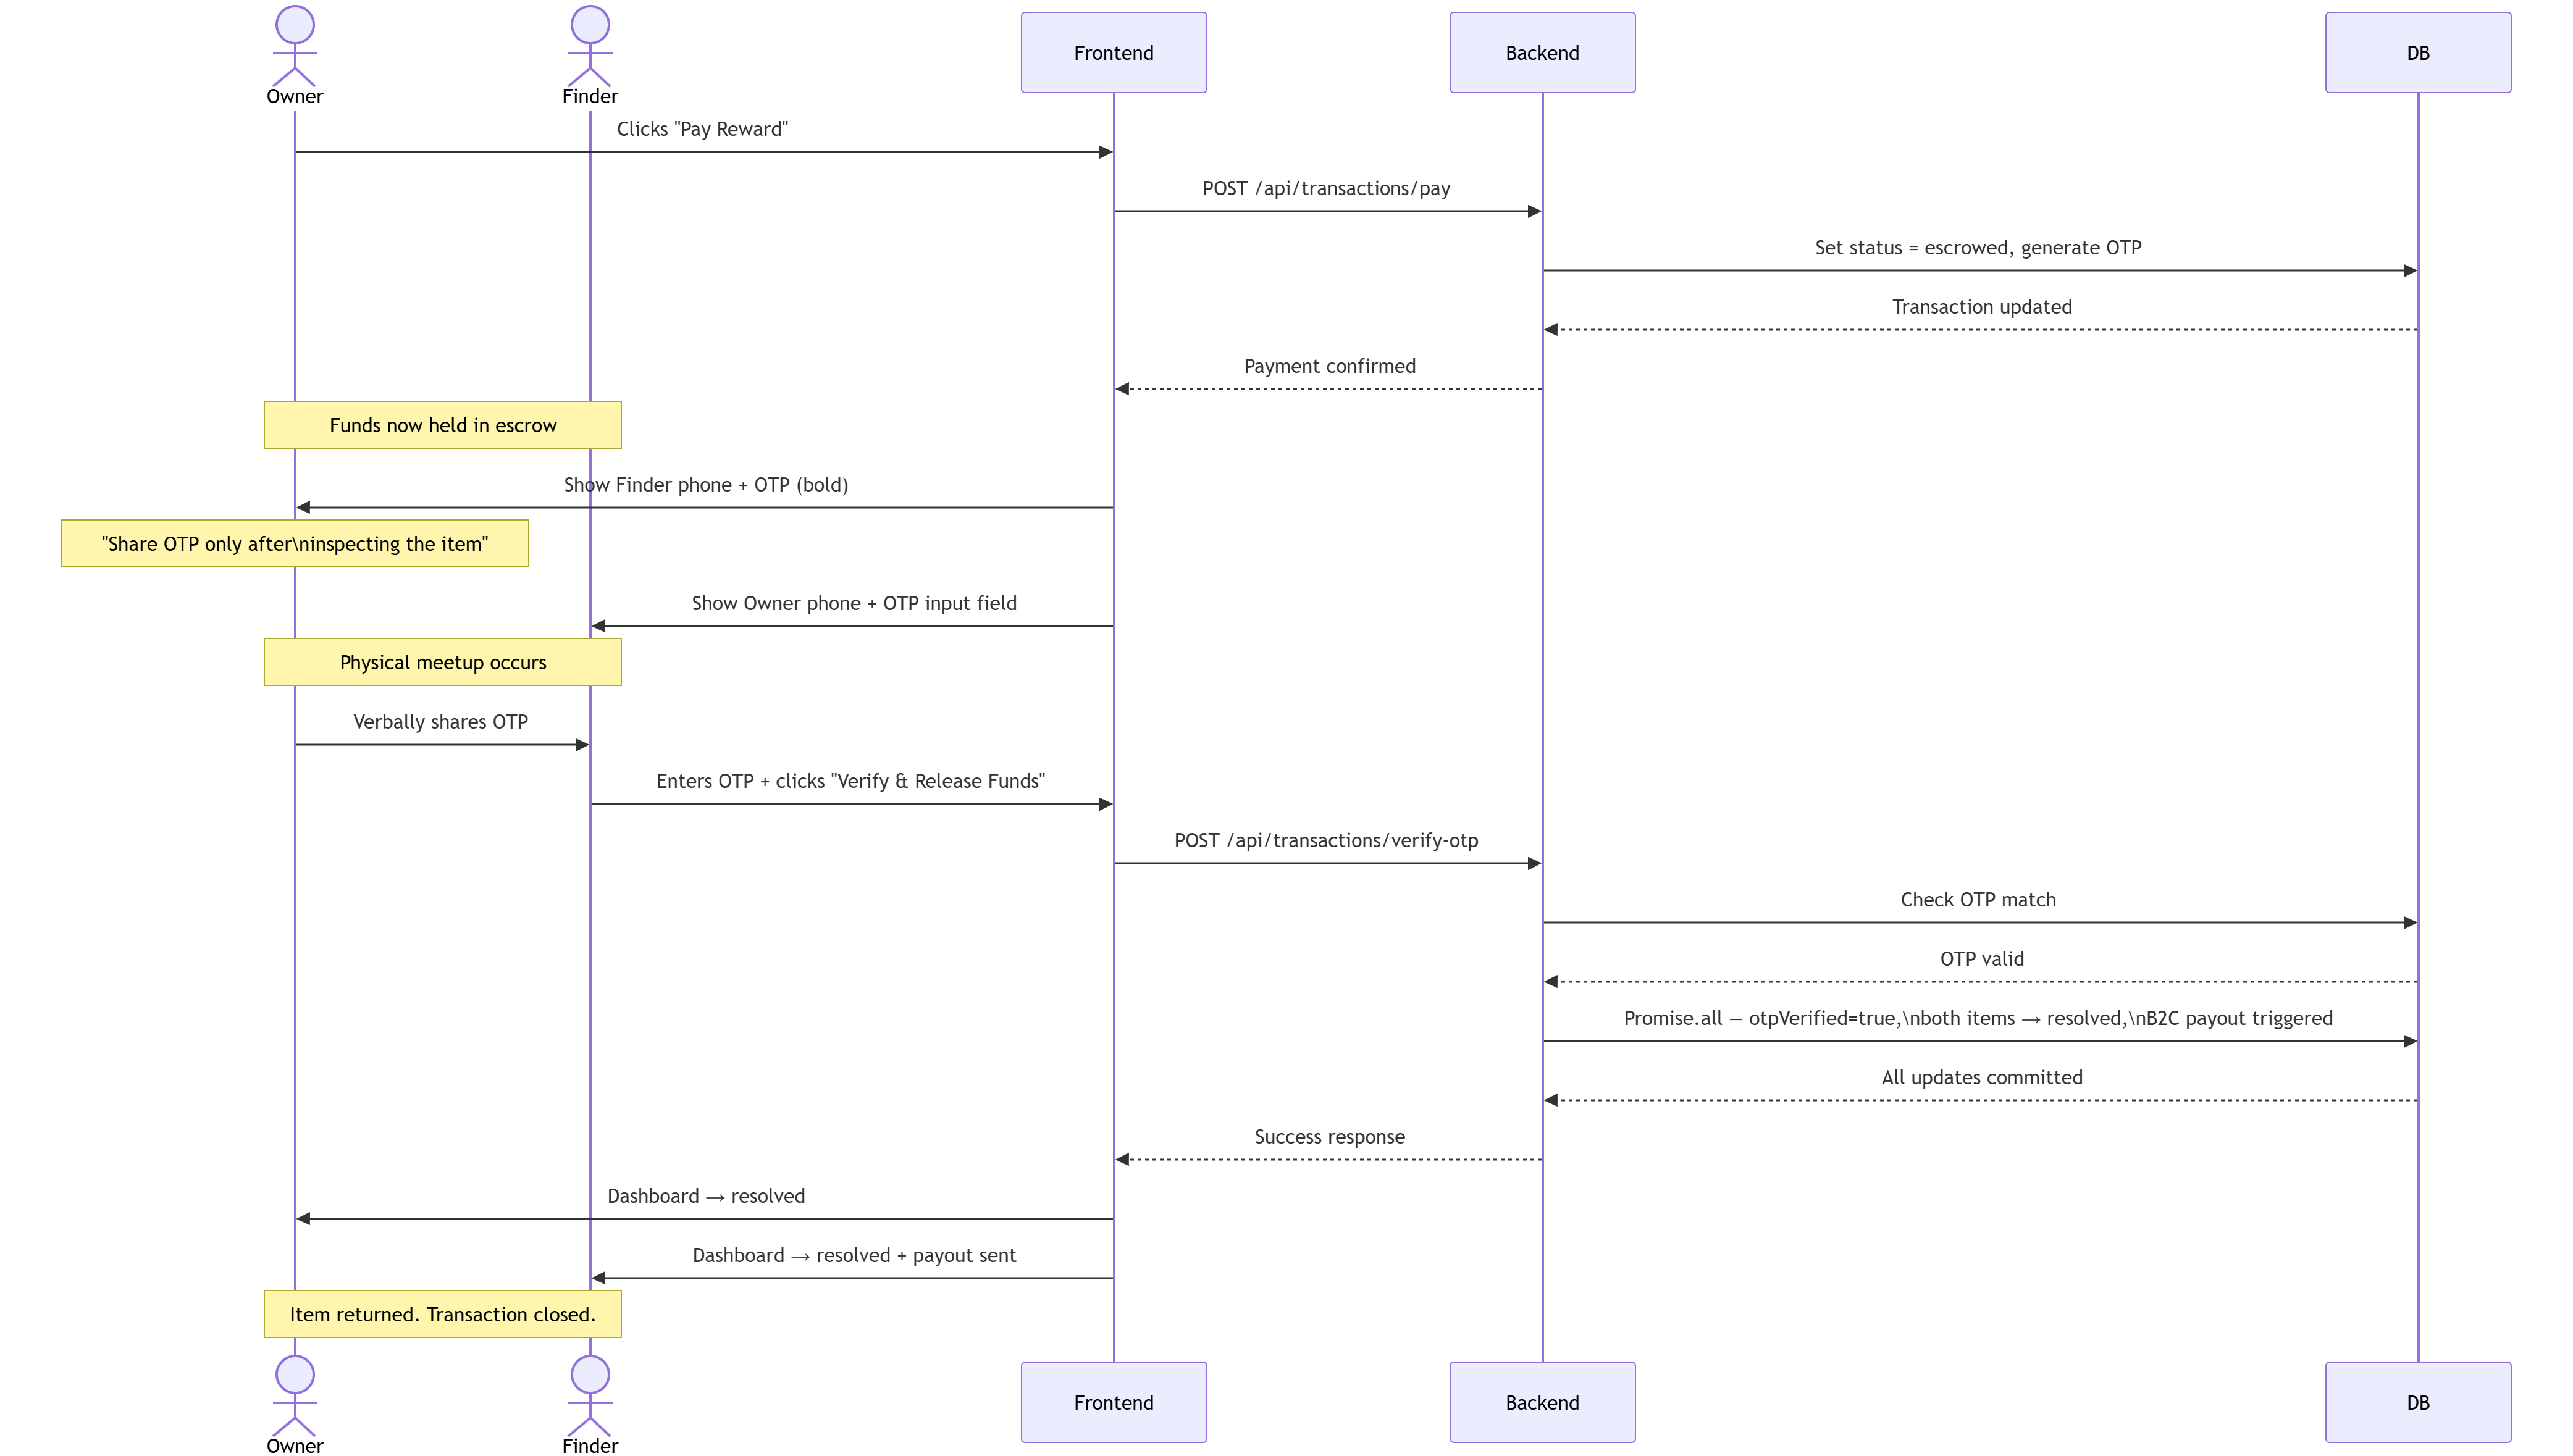 Owner
Finder
Frontend
Backend
DB
Clicks "Pay Reward"
POST /api/transactions/pay
Set status = escrowed, generate OTP
Transaction updated
Payment confirmed
Funds now held in escrow
Show Finder phone + OTP (bold)
"Share OTP only after\ninspecting the item"
Show Owner phone + OTP input field
Physical meetup occurs
Verbally shares OTP
Enters OTP + clicks "Verify & Release Funds"
POST /api/transactions/verify-otp
Check OTP match
OTP valid
Promise.all — otpVerified=true,\nboth items → resolved,\nB2C payout triggered
All updates committed
Success response
Dashboard → resolved
Dashboard → resolved + payout sent
Item returned. Transaction closed.
Owner
Finder
Frontend
Backend
DB